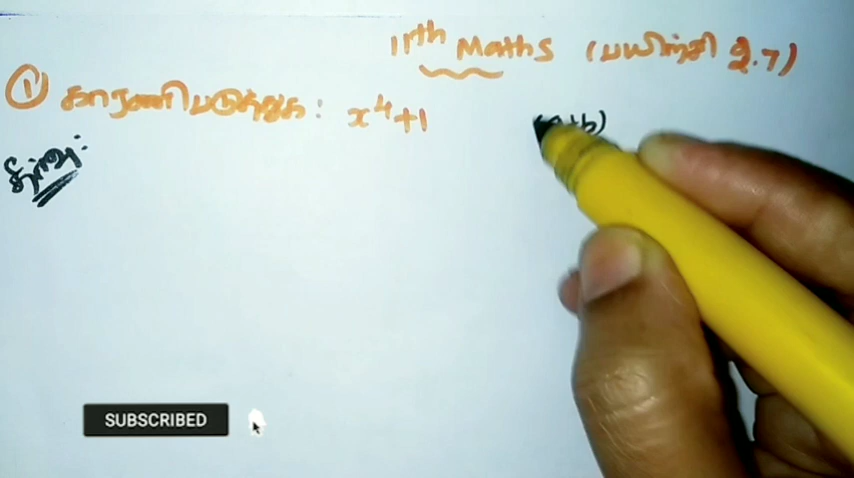 11th Maths (பயிற்சி 2.7)
① காரணிபடுத்துக : x⁴+1
தீர்வு:
SUBSCRIBED